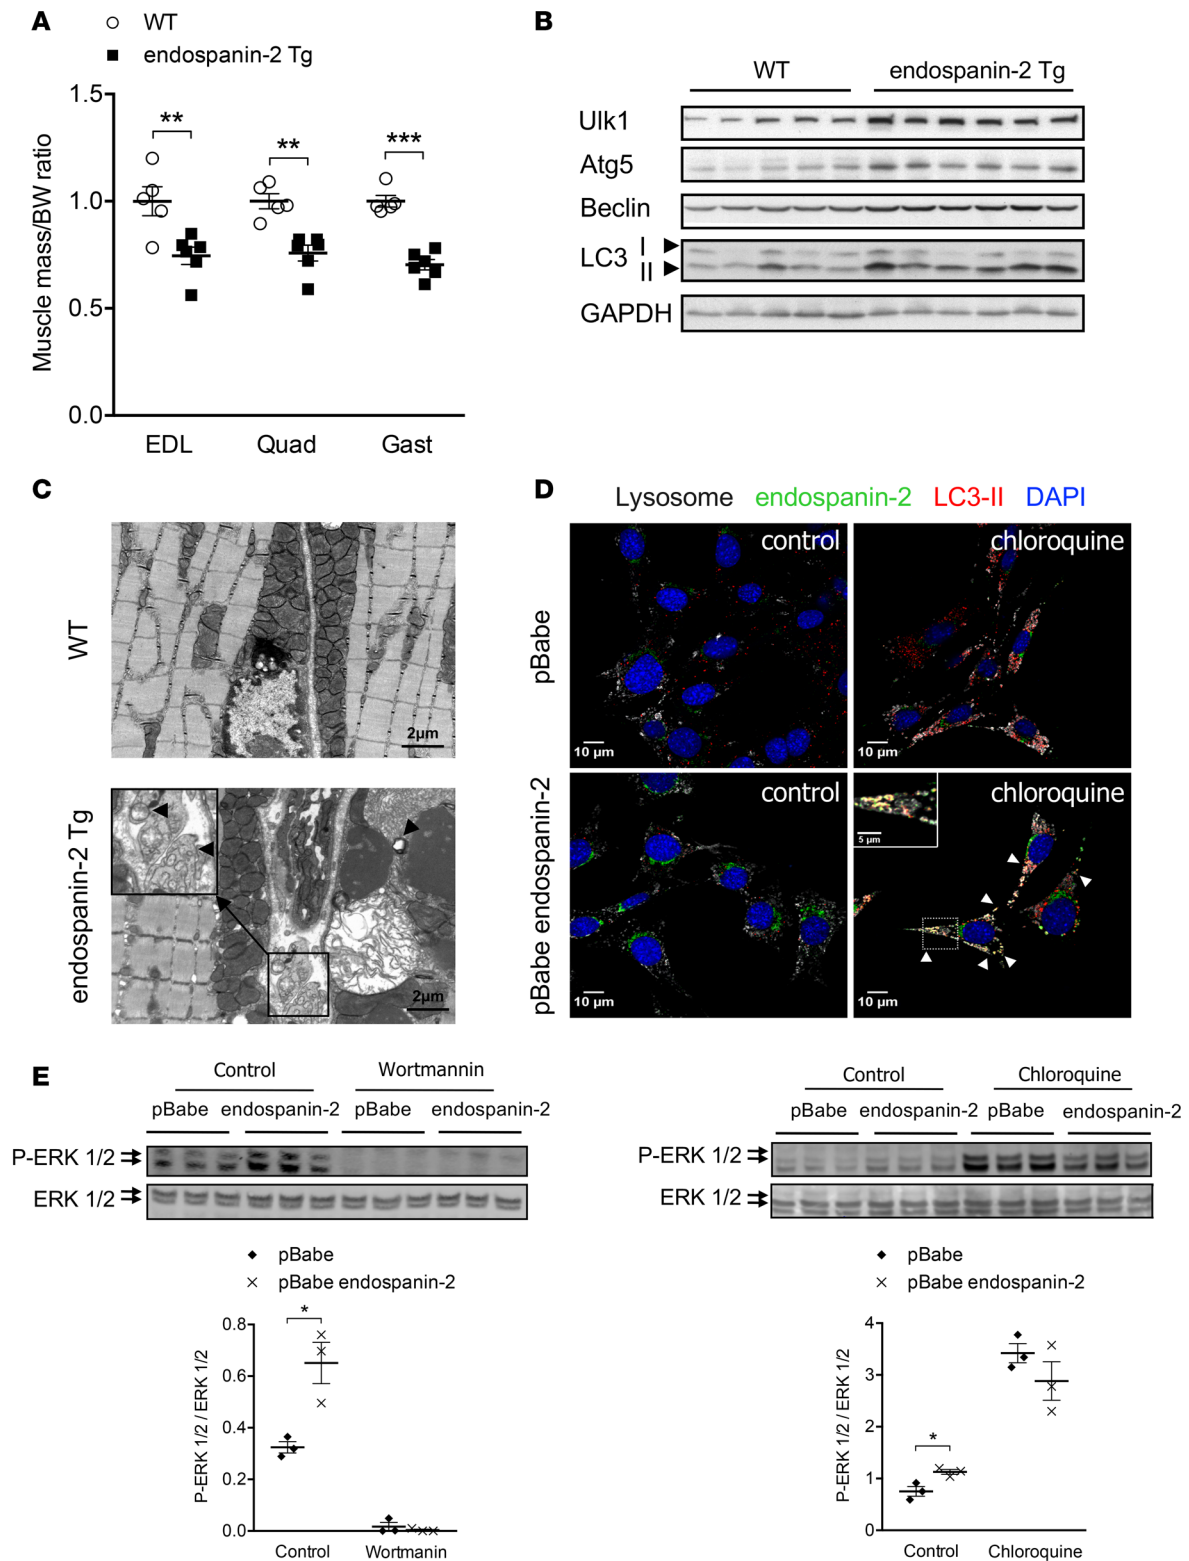 A
WT
endospanin-2 Tg
Muscle mass/BW ratio
1.5
1.0
0.5
0.0
**
**
***
EDL
Quad
Gast
B
WT
endospanin-2 Tg
Ulk1
Atg5
Beclin
LC3
I
II
GAPDH
C
WT
2µm
endospanin-2 Tg
2µm
D
Lysosome endospanin-2 LC3-II DAPI
pBabe
control
10 µm
chloroquine
10 µm
pBabe endospanin-2
control
10 µm
chloroquine
5 µm
10 µm
E
Control
Wortmannin
pBabe
endospanin-2
pBabe
endospanin-2
P-ERK 1/2
ERK 1/2
pBabe
pBabe endospanin-2
P-ERK 1/2 / ERK 1/2
0.8
0.6
0.4
0.2
0.0
*
Control
Wortmanin
Control
Chloroquine
pBabe
endospanin-2
pBabe
endospanin-2
P-ERK 1/2
ERK 1/2
pBabe
pBabe endospanin-2
P-ERK 1/2 / ERK 1/2
4
3
2
1
0
*
Control
Chloroquine